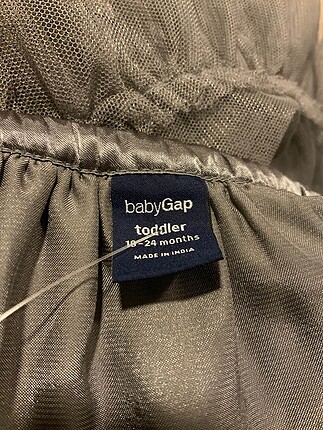 babyGap
toddler
18-24 months
MADE IN INDIA